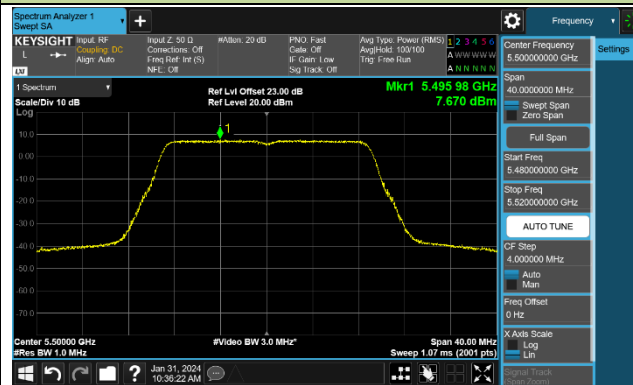 Spectrum Analyzer 1
Swept SA
+
Frequency
KEYSIGHT
Input: RF
Coupling: DC
Align: Auto
Input Z: 50 Ω
Corrections: Off
Freq Ref: Int (S)
NFE: Off
#Atten: 20 dB
PNO: Fast
Gate: Off
IF Gain: Low
Sig Track: Off
Avg Type: Power (RMS)
Avg|Hold: 100/100
Trig: Free Run
1 2 3 4 5 6
A W W W W W
A N N N N N
L
LXI
1 Spectrum
Scale/Div 10 dB
Log
Ref Lvl Offset 23.00 dB
Ref Level 20.00 dBm
Mkr1 5.495 98 GHz
7.670 dBm
1
10.0
0.00
-10.0
-20.0
-30.0
-40.0
-50.0
-60.0
-70.0
Center 5.50000 GHz
#Res BW 1.0 MHz
#Video BW 3.0 MHz*
Span 40.00 MHz
Sweep 1.07 ms (2001 pts)
Center Frequency
5.500000000 GHz
Settings
Span
40.0000000 MHz
Swept Span
Zero Span
Full Span
Start Freq
5.480000000 GHz
Stop Freq
5.520000000 GHz
AUTO TUNE
CF Step
4.000000 MHz
Auto
Man
Freq Offset
0 Hz
X Axis Scale
Log
Lin
Signal Track
(Span Zoom)
?
Jan 31, 2024
10:36:22 AM